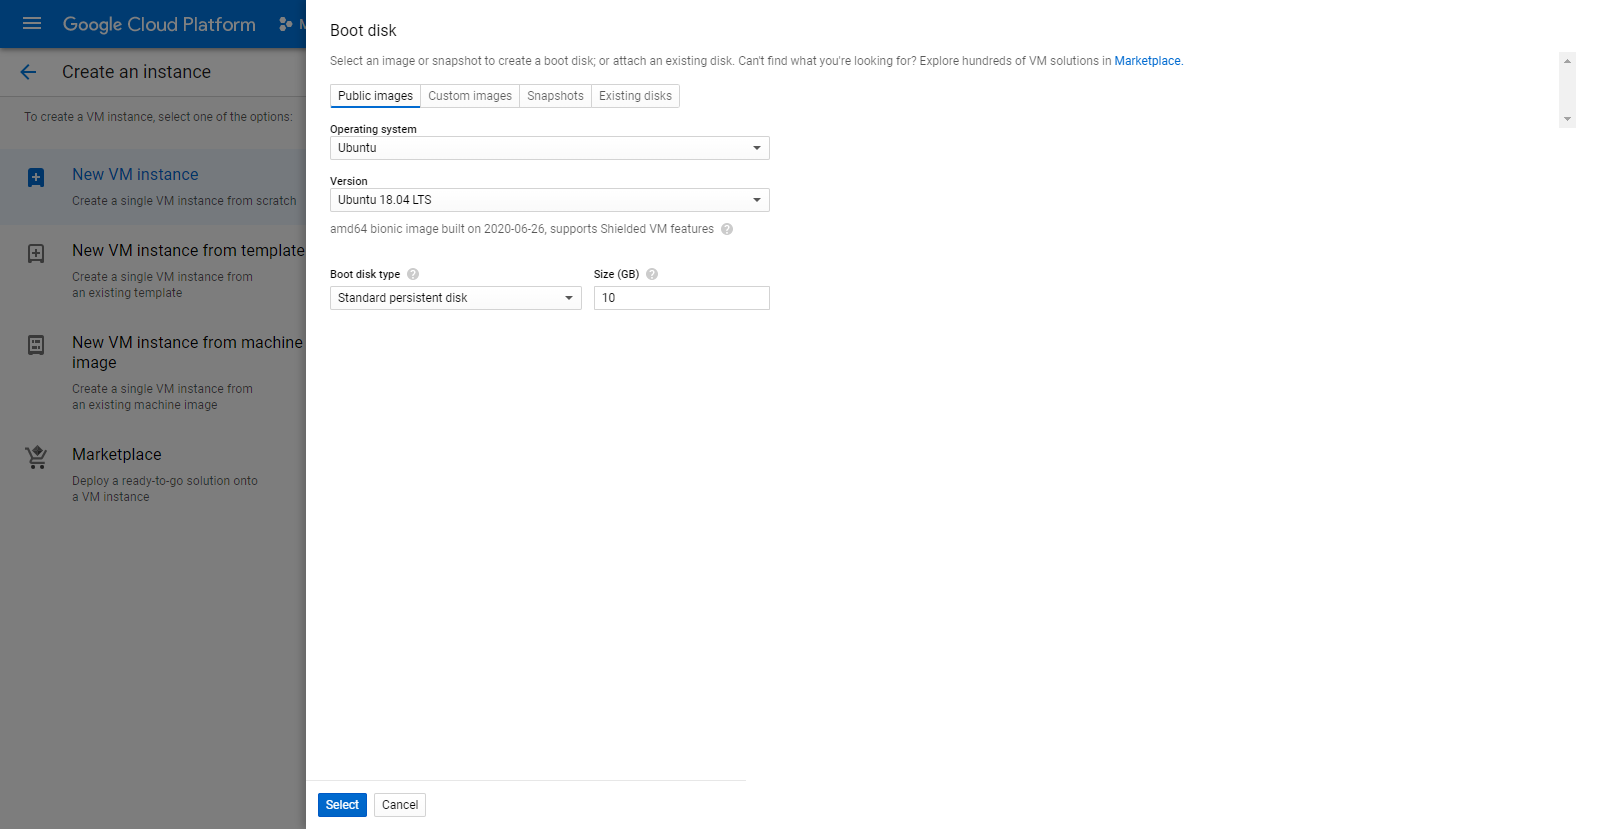 Google Cloud Platform
M
Create an instance
To create a VM instance, select one of the options:
New VM instance
Create a single VM instance from scratch
New VM instance from template
Create a single VM instance from
an existing template
New VM instance from machine
image
Create a single VM instance from
an existing machine image
Marketplace
Deploy a ready-to-go solution onto
a VM instance
Boot disk
Select an image or snapshot to create a boot disk; or attach an existing disk. Can't find what you're looking for? Explore hundreds of VM solutions in Marketplace.
Public images Custom images Snapshots Existing disks
Operating system
Ubuntu
Version
Ubuntu 18.04 LTS
amd64 bionic image built on 2020-06-26, supports Shielded VM features ?
Boot disk type ? Size (GB) ?
Standard persistent disk 10
Select Cancel